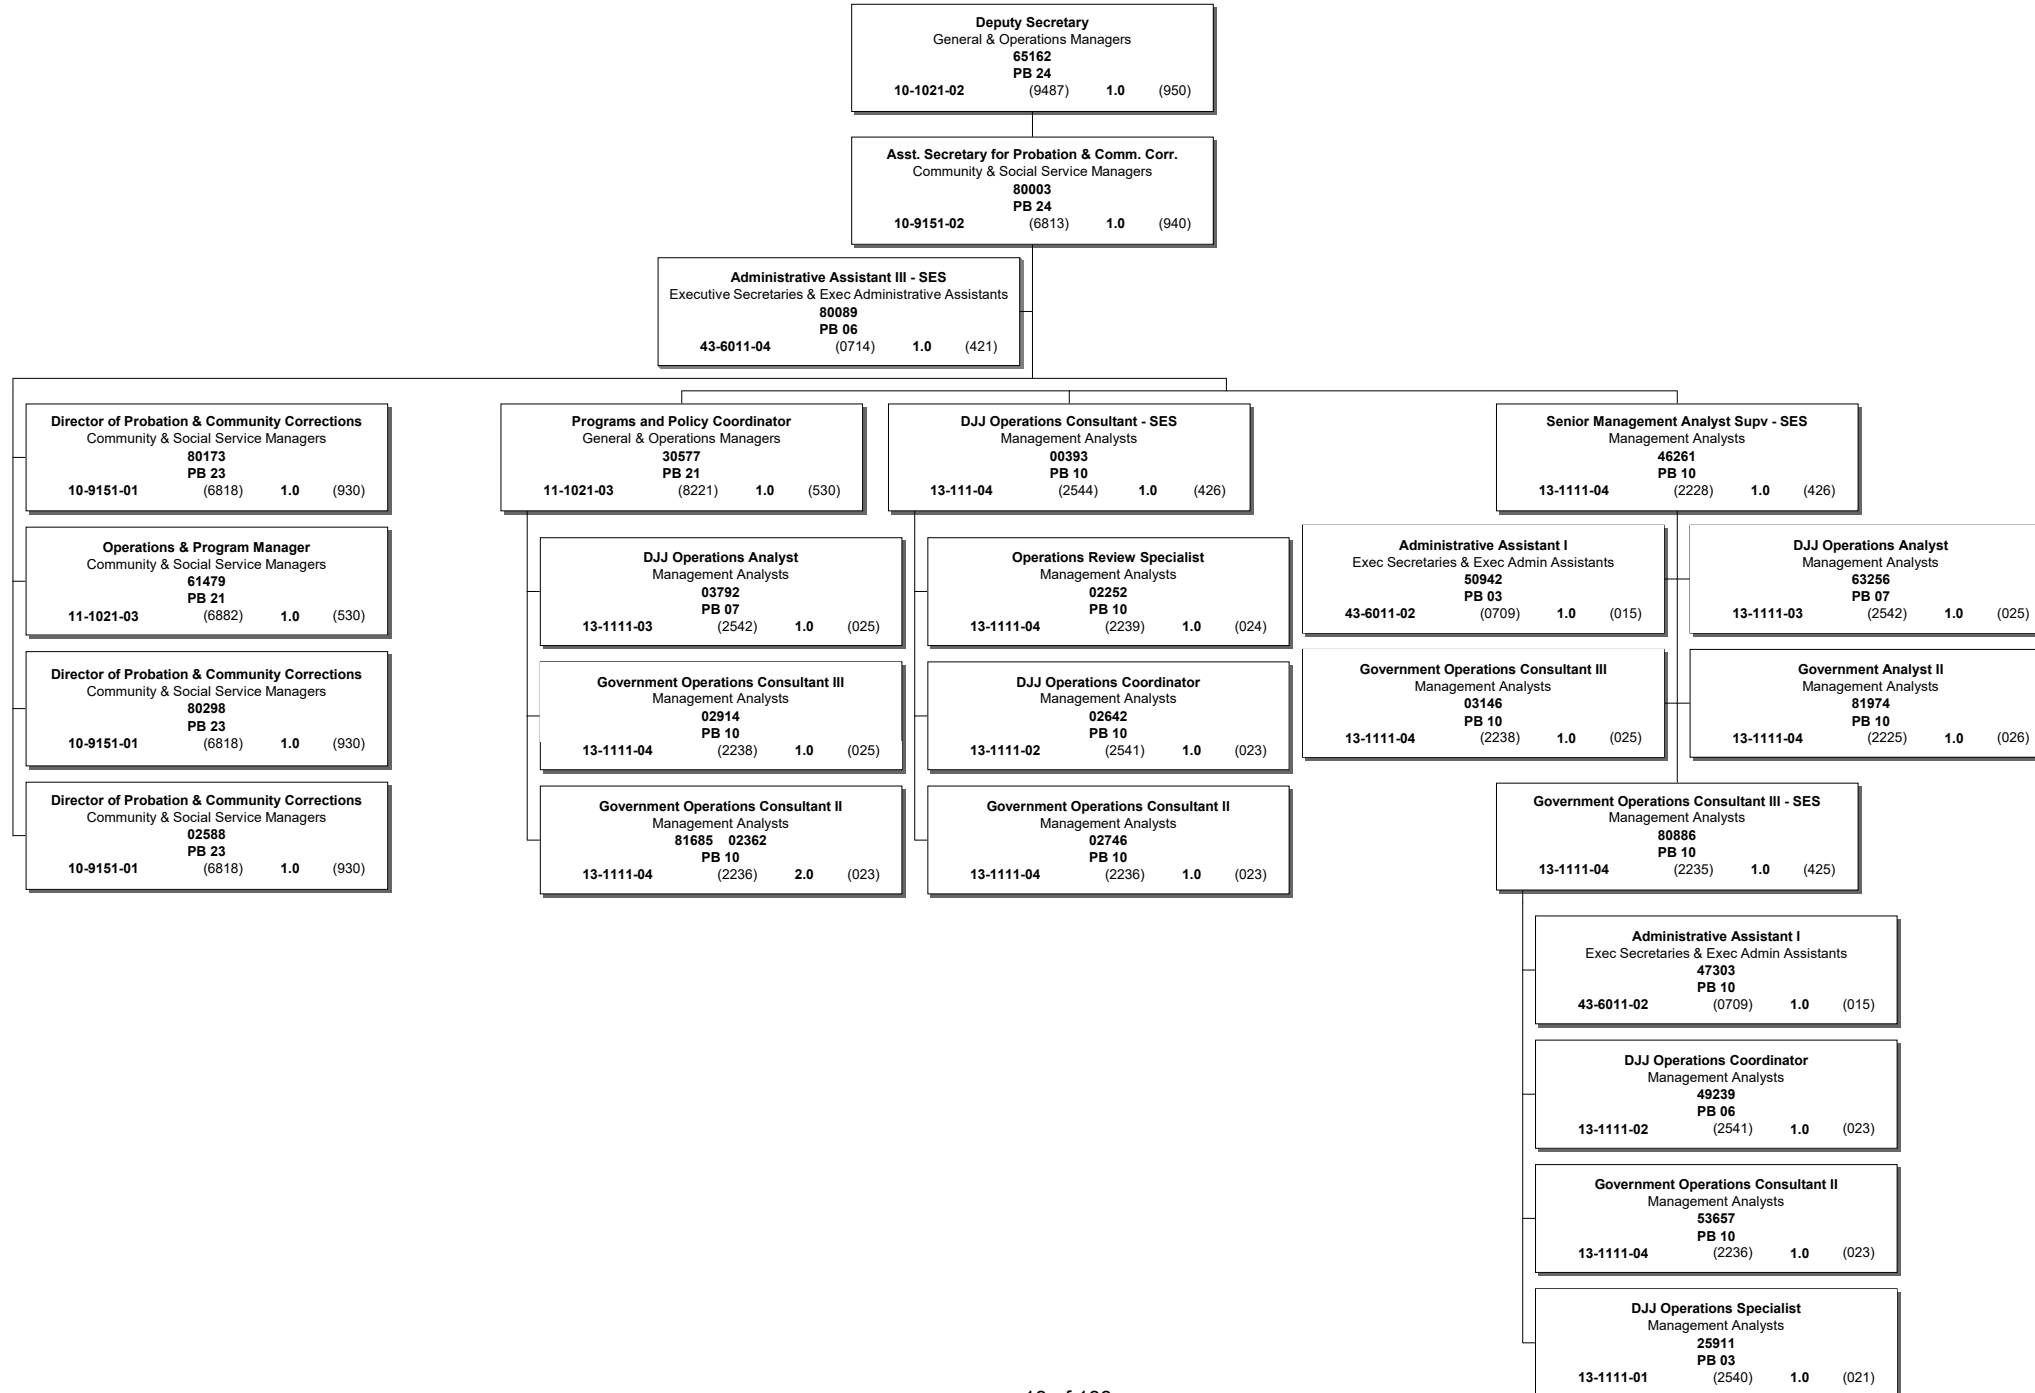 Deputy Secretary
General & Operations Managers
65162
PB 24
10-1021-02 (9487) 1.0 (950)
Asst. Secretary for Probation & Comm. Corr.
Community & Social Service Managers
80003
PB 24
10-9151-02 (6813) 1.0 (940)
Administrative Assistant III - SES
Executive Secretaries & Exec Administrative Assistants
80089
PB 06
43-6011-04 (0714) 1.0 (421)
Director of Probation & Community Corrections
Community & Social Service Managers
80173
PB 23
10-9151-01 (6818) 1.0 (930)
Operations & Program Manager
Community & Social Service Managers
61479
PB 21
11-1021-03 (6882) 1.0 (530)
Director of Probation & Community Corrections
Community & Social Service Managers
80298
PB 23
10-9151-01 (6818) 1.0 (930)
Director of Probation & Community Corrections
Community & Social Service Managers
02588
PB 23
10-9151-01 (6818) 1.0 (930)
Programs and Policy Coordinator
General & Operations Managers
30577
PB 21
11-1021-03 (8221) 1.0 (530)
DJJ Operations Analyst
Management Analysts
03792
PB 07
13-1111-03 (2542) 1.0 (025)
Government Operations Consultant III
Management Analysts
02914
PB 10
13-1111-04 (2238) 1.0 (025)
Government Operations Consultant II
Management Analysts
81685 02362
PB 10
13-1111-04 (2236) 2.0 (023)
DJJ Operations Consultant - SES
Management Analysts
00393
PB 10
13-111-04 (2544) 1.0 (426)
Operations Review Specialist
Management Analysts
02252
PB 10
13-1111-04 (2239) 1.0 (024)
DJJ Operations Coordinator
Management Analysts
02642
PB 10
13-1111-02 (2541) 1.0 (023)
Government Operations Consultant II
Management Analysts
02746
PB 10
13-1111-04 (2236) 1.0 (023)
Senior Management Analyst Supv - SES
Management Analysts
46261
PB 10
13-1111-04 (2228) 1.0 (426)
Administrative Assistant I
Exec Secretaries & Exec Admin Assistants
50942
PB 03
43-6011-02 (0709) 1.0 (015)
DJJ Operations Analyst
Management Analysts
63256
PB 07
13-1111-03 (2542) 1.0 (025)
Government Operations Consultant III
Management Analysts
03146
PB 10
13-1111-04 (2238) 1.0 (025)
Government Analyst II
Management Analysts
81974
PB 10
13-1111-04 (2225) 1.0 (026)
Government Operations Consultant III - SES
Management Analysts
80886
PB 10
13-1111-04 (2235) 1.0 (425)
Administrative Assistant I
Exec Secretaries & Exec Admin Assistants
47303
PB 10
43-6011-02 (0709) 1.0 (015)
DJJ Operations Coordinator
Management Analysts
49239
PB 06
13-1111-02 (2541) 1.0 (023)
Government Operations Consultant II
Management Analysts
53657
PB 10
13-1111-04 (2236) 1.0 (023)
DJJ Operations Specialist
Management Analysts
25911
PB 03
13-1111-01 (2540) 1.0 (021)